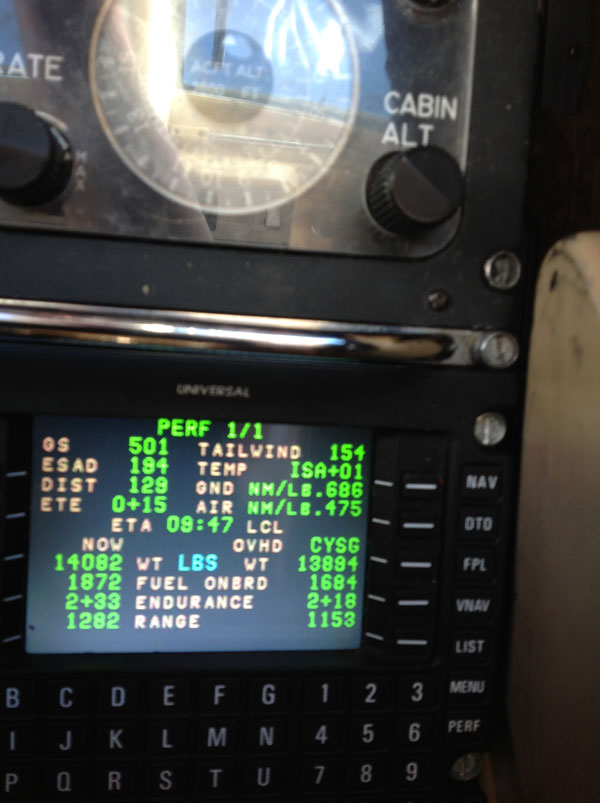 RATE
ACFT ALT
FT
CABIN
ALT
UNIVERSAL
PERF 1/1
GS 501 TAILWIND 154
ESAD 194 TEMP ISA+01
DIST 129 GND NM/LB.686
ETE 0+15 AIR NM/LB.475
ETA 09:47 LCL
NOW OVHD CYSG
14082 WT LBS WT 13894
1872 FUEL ONBRD 1684
2+33 ENDURANCE 2+18
1282 RANGE 1153
NAV
DTO
FPL
VNAV
LIST
MENU
PERF
B C D E F G 1 2 3
I J K L M N 4 5 6
P Q R S T U 7 8 9